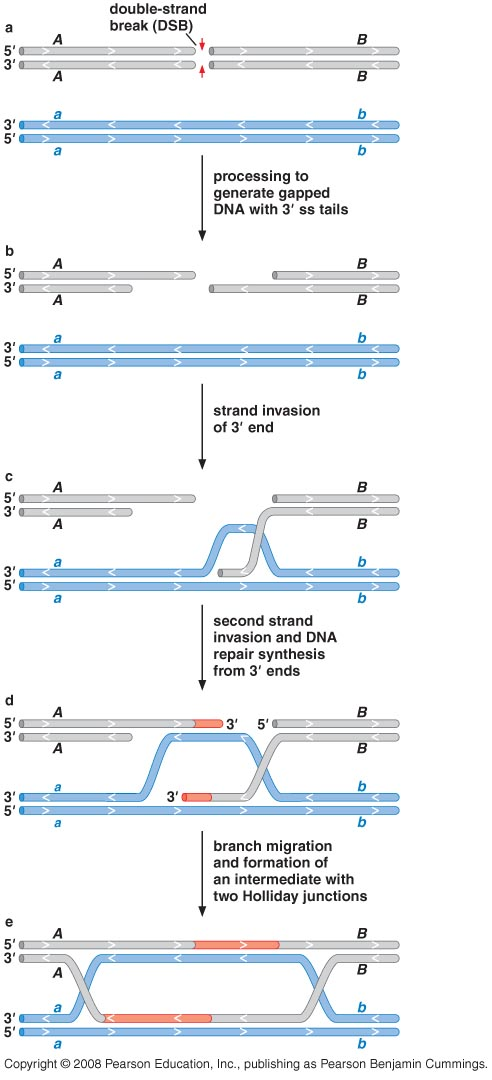 double-strand
break (DSB)
a
A B
5′
3′
A B
a b
3′
5′
a b
processing to
generate gapped
DNA with 3′ ss tails
b
A B
5′
3′
A B
a b
3′
5′
a b
strand invasion
of 3′ end
c
A B
5′
3′
A B
a b
3′
5′
a b
second strand
invasion and DNA
repair synthesis
from 3′ ends
d
A B
5′ 3′ 5′
3′
A B
a b
3′ 3′
5′
a b
branch migration
and formation of
an intermediate with
two Holliday junctions
e
A B
5′
3′
A B
a b
3′
5′
a b
Copyright © 2008 Pearson Education, Inc., publishing as Pearson Benjamin Cummings.